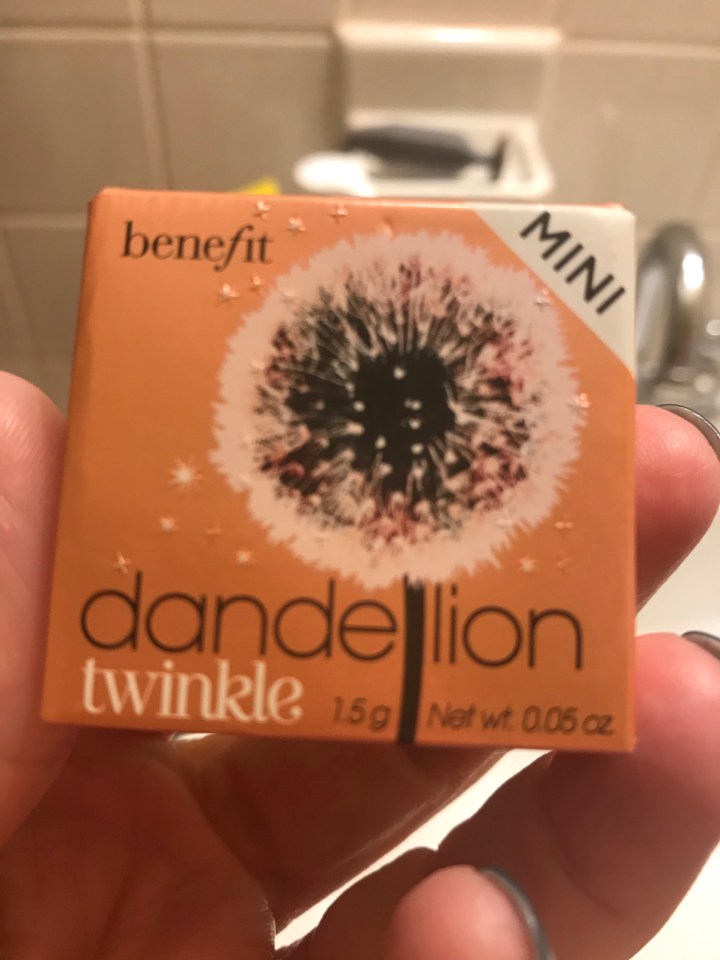 benefit
MINI
dandelion
twinkle 1.5 g Net wt. 0.05 oz